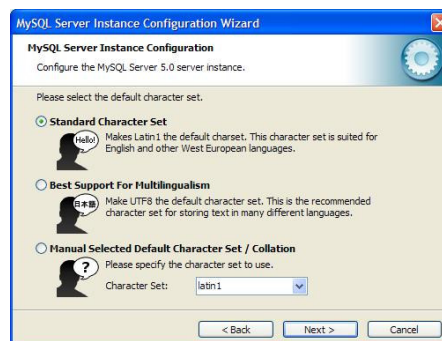 MySQL Server Instance Configuration Wizard
MySQL Server Instance Configuration
Configure the MySQL Server 5.0 server instance.
Please select the default character set.
Standard Character Set
Hello!
Makes Latin1 the default charset. This character set is suited for
English and other West European languages.
Best Support For Multilingualism
日本語
Make UTF8 the default character set. This is the recommended
character set for storing text in many different languages.
Manual Selected Default Character Set / Collation
?
Please specify the character set to use.
Character Set: latin1
< Back Next > Cancel